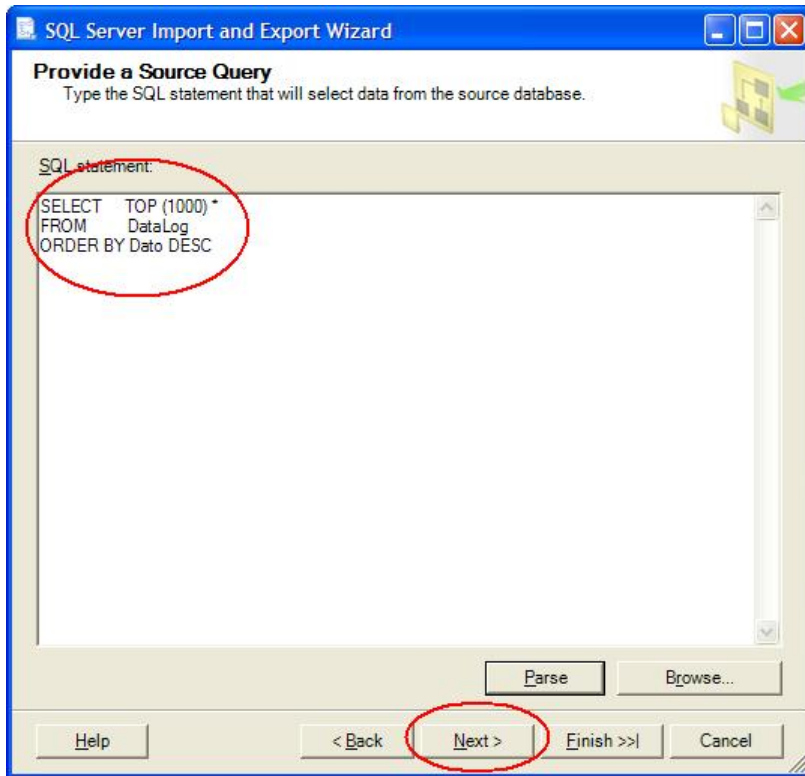 SQL Server Import and Export Wizard
Provide a Source Query
Type the SQL statement that will select data from the source database.
SQL statement:
SELECT TOP (1000) *
FROM DataLog
ORDER BY Dato DESC
Parse Browse...
Help < Back Next > Finish >>| Cancel